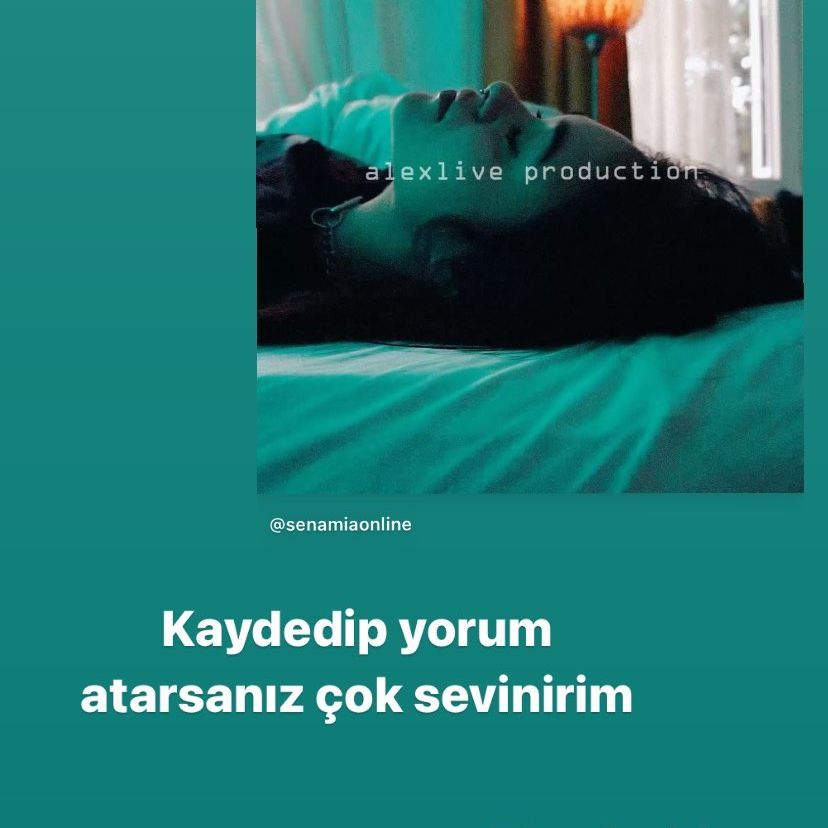 alexlive production
@senamiaonline
Kaydedip yorum
atarsanız çok sevinirim